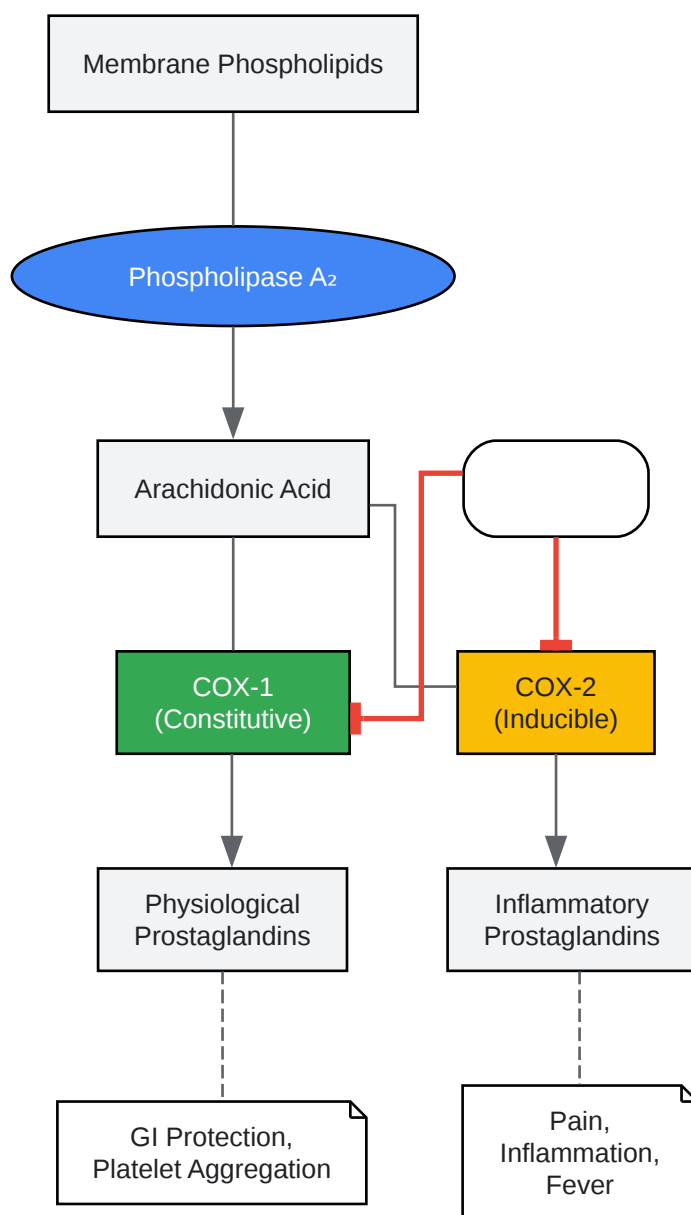 Membrane Phospholipids
Phospholipase A₂
Arachidonic Acid
COX-1
(Constitutive)
COX-2
(Inducible)
Physiological
Prostaglandins
Inflammatory
Prostaglandins
GI Protection,
Platelet Aggregation
Pain,
Inflammation,
Fever